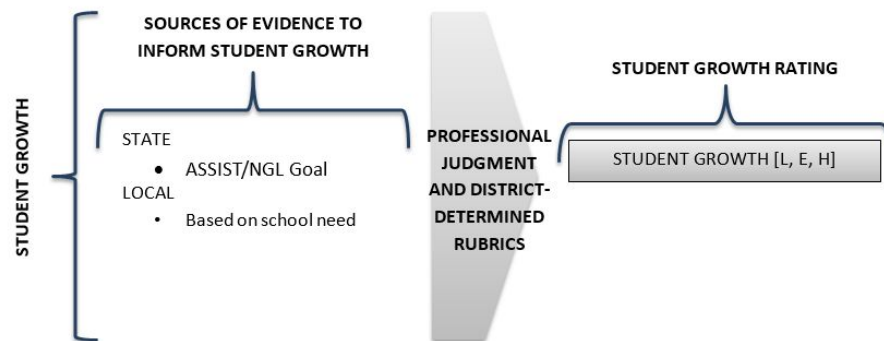 STUDENT GROWTH
SOURCES OF EVIDENCE TO
INFORM STUDENT GROWTH
STATE
• ASSIST/NGL Goal
LOCAL
• Based on school need
PROFESSIONAL
JUDGMENT
AND DISTRICT-
DETERMINED
RUBRICS
STUDENT GROWTH RATING
STUDENT GROWTH [L, E, H]